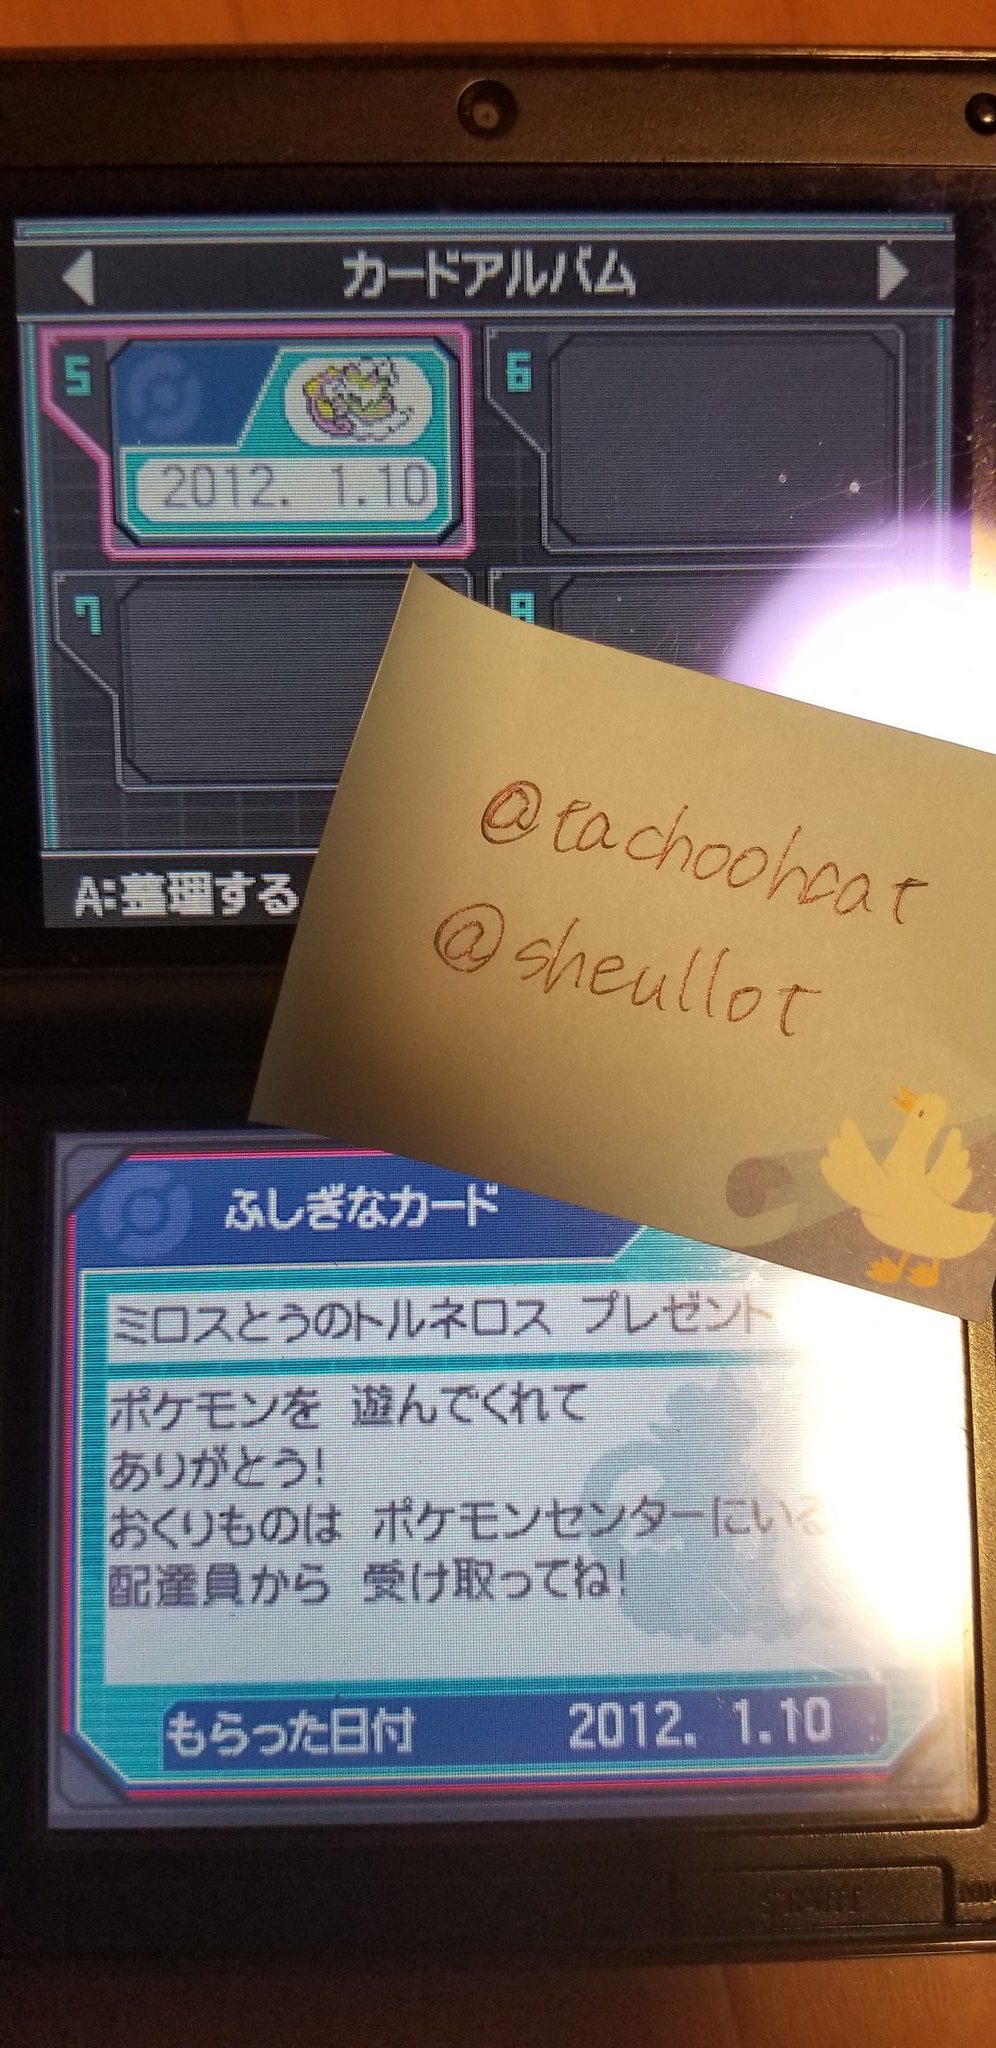 カードアルバム
5
6
2012. 1.10
7
8
A:整理する
@tachoohcat
@sheullot
ふしぎなカード
ミロスとうのトルネロス プレゼント
ポケモンを 遊んでくれて
ありがとう!
おくりものは ポケモンセンターにいる
配達員から 受け取ってね!
もらった日付 2012. 1.10